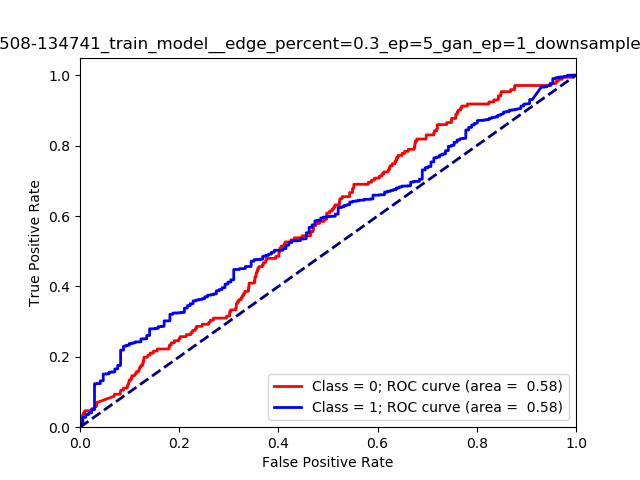 508-134741_train_model__edge_percent=0.3_ep=5_gan_ep=1_downsample
1.0
0.8
0.6
0.4
0.2
0.0
True Positive Rate
Class = 0; ROC curve (area =  0.58)
Class = 1; ROC curve (area =  0.58)
0.0 0.2 0.4 0.6 0.8 1.0
False Positive Rate